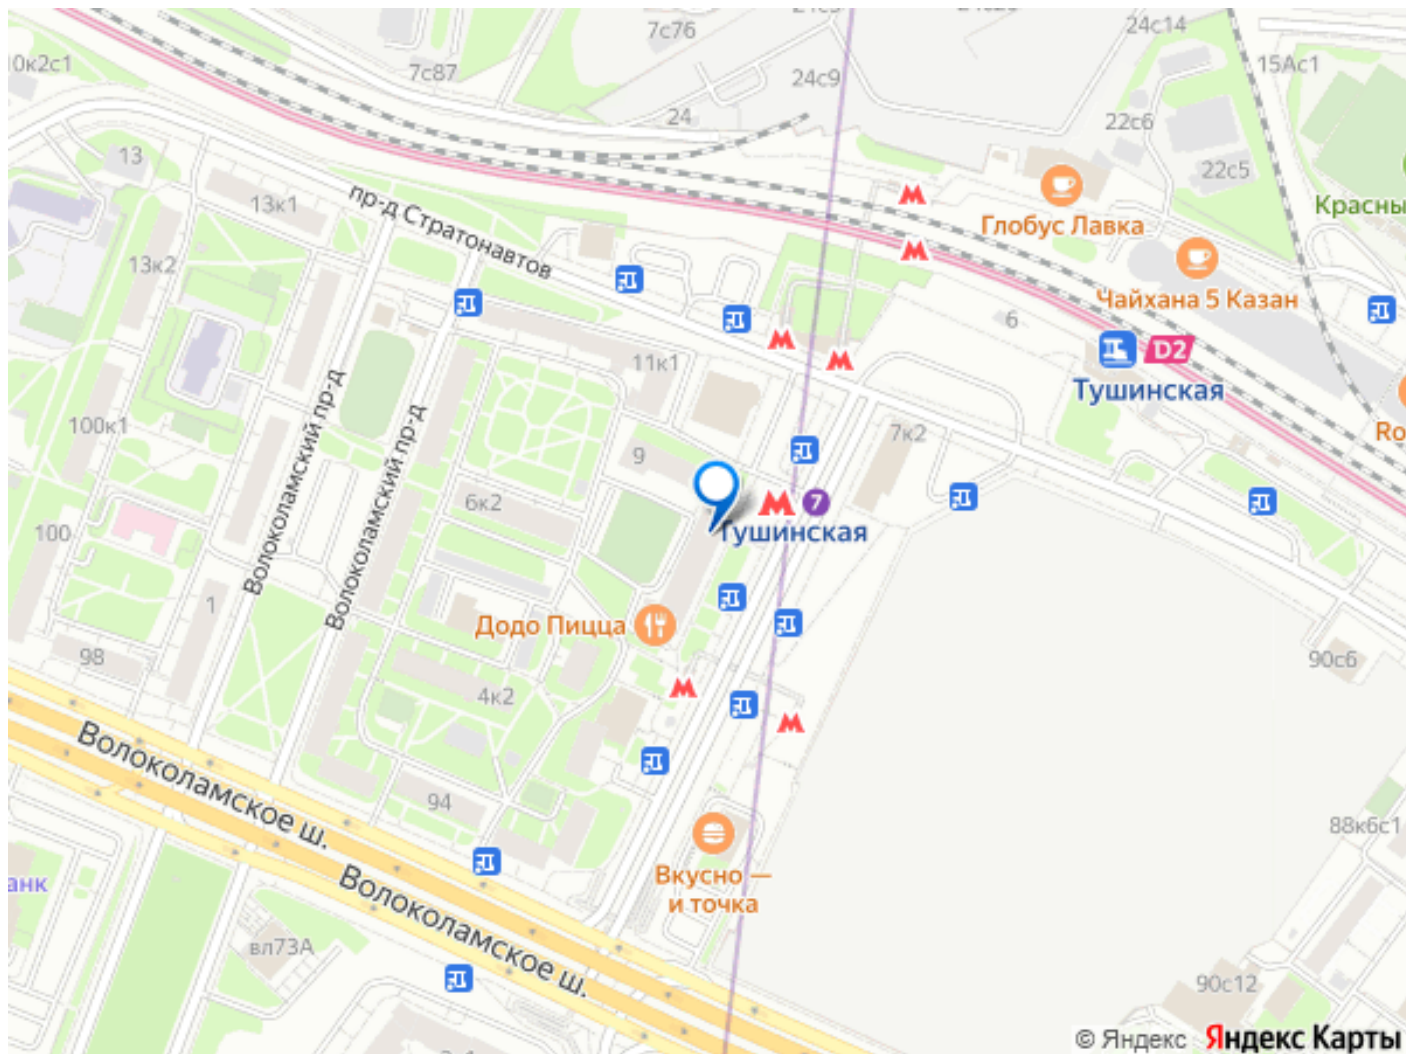 7с76
24с14
10к2с1
7с87
24с9
15Ас1
24
22с6
13
22с5
13к1
пр-д Стратонавтов
Красны
Глобус Лавка
13к2
Чайхана 5 Казан
6
11к1
D2
Тушинская
100к1
Волоколамский пр-д
Волоколамский пр-д
7к2
Ro
9
6к2
7
Тушинская
100
1
Додо Пицца
98
90с6
4к2
Волоколамское ш.
94
88к6с1
Вкусно —
и точка
анк
Волоколамское ш.
вл73А
90с12
© Яндекс Яндекс Карты